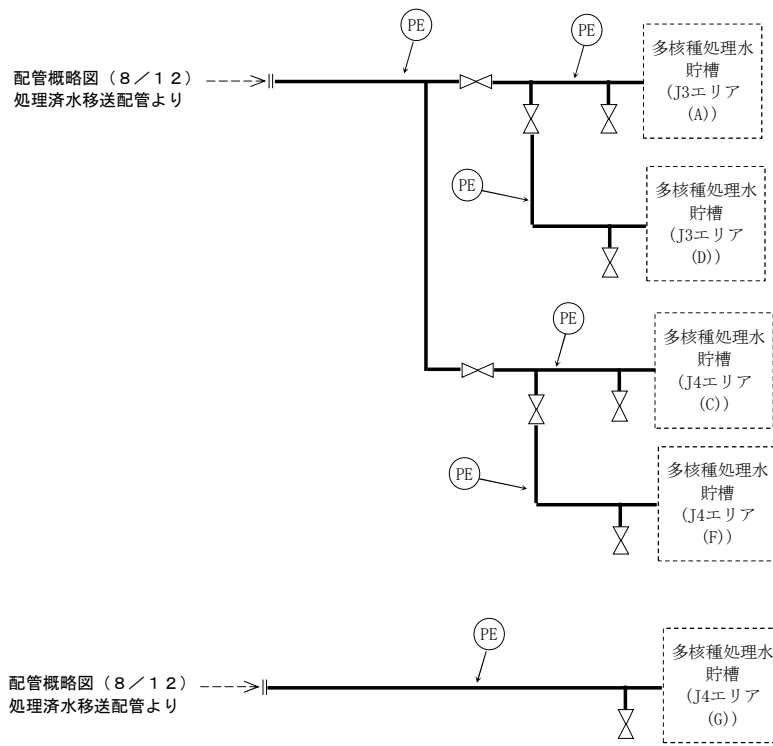 PE
PE
多核種処理水
貯槽
(J3エリア
(A))
配管概略図（８／１２）
処理済水移送配管より
PE
多核種処理水
貯槽
(J3エリア
(D))
PE
多核種処理水
貯槽
(J4エリア
(C))
PE
多核種処理水
貯槽
(J4エリア
(F))
PE
多核種処理水
貯槽
(J4エリア
(G))
配管概略図（８／１２）
処理済水移送配管より